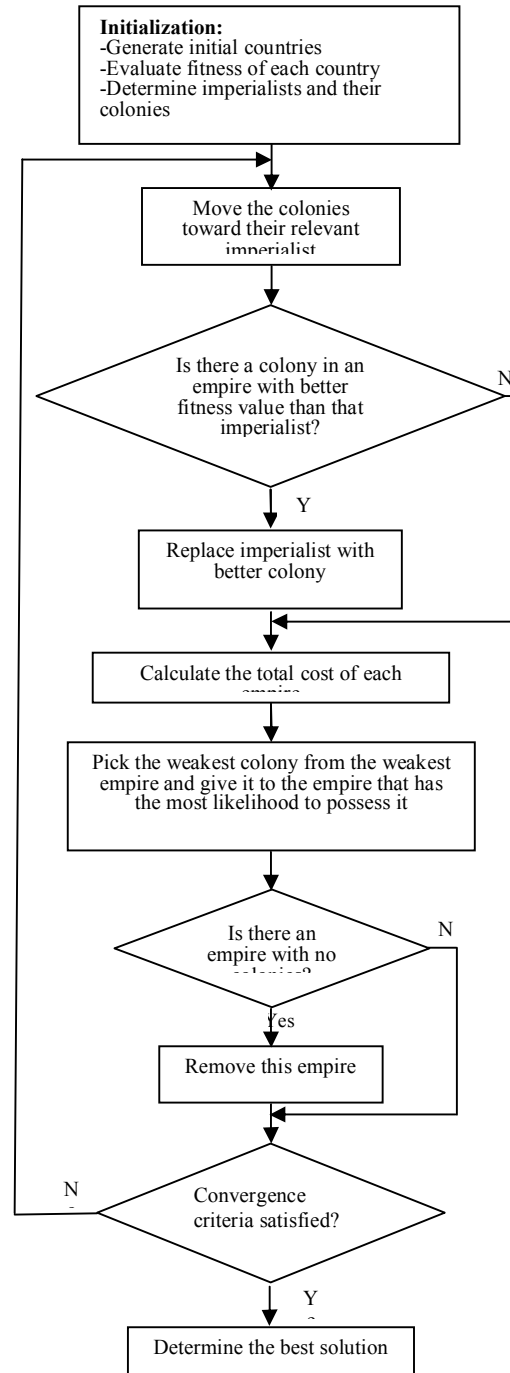 Initialization:
-Generate initial countries
-Evaluate fitness of each country
-Determine imperialists and their
colonies
Move the colonies
toward their relevant
imperialist
Is there a colony in an
empire with better
fitness value than that
imperialist?
N
Y
Replace imperialist with
better colony
Calculate the total cost of each
empire
Pick the weakest colony from the weakest
empire and give it to the empire that has
the most likelihood to possess it
Is there an
empire with no
colonies?
N
Yes
Remove this empire
Convergence
criteria satisfied?
N
Y
Determine the best solution